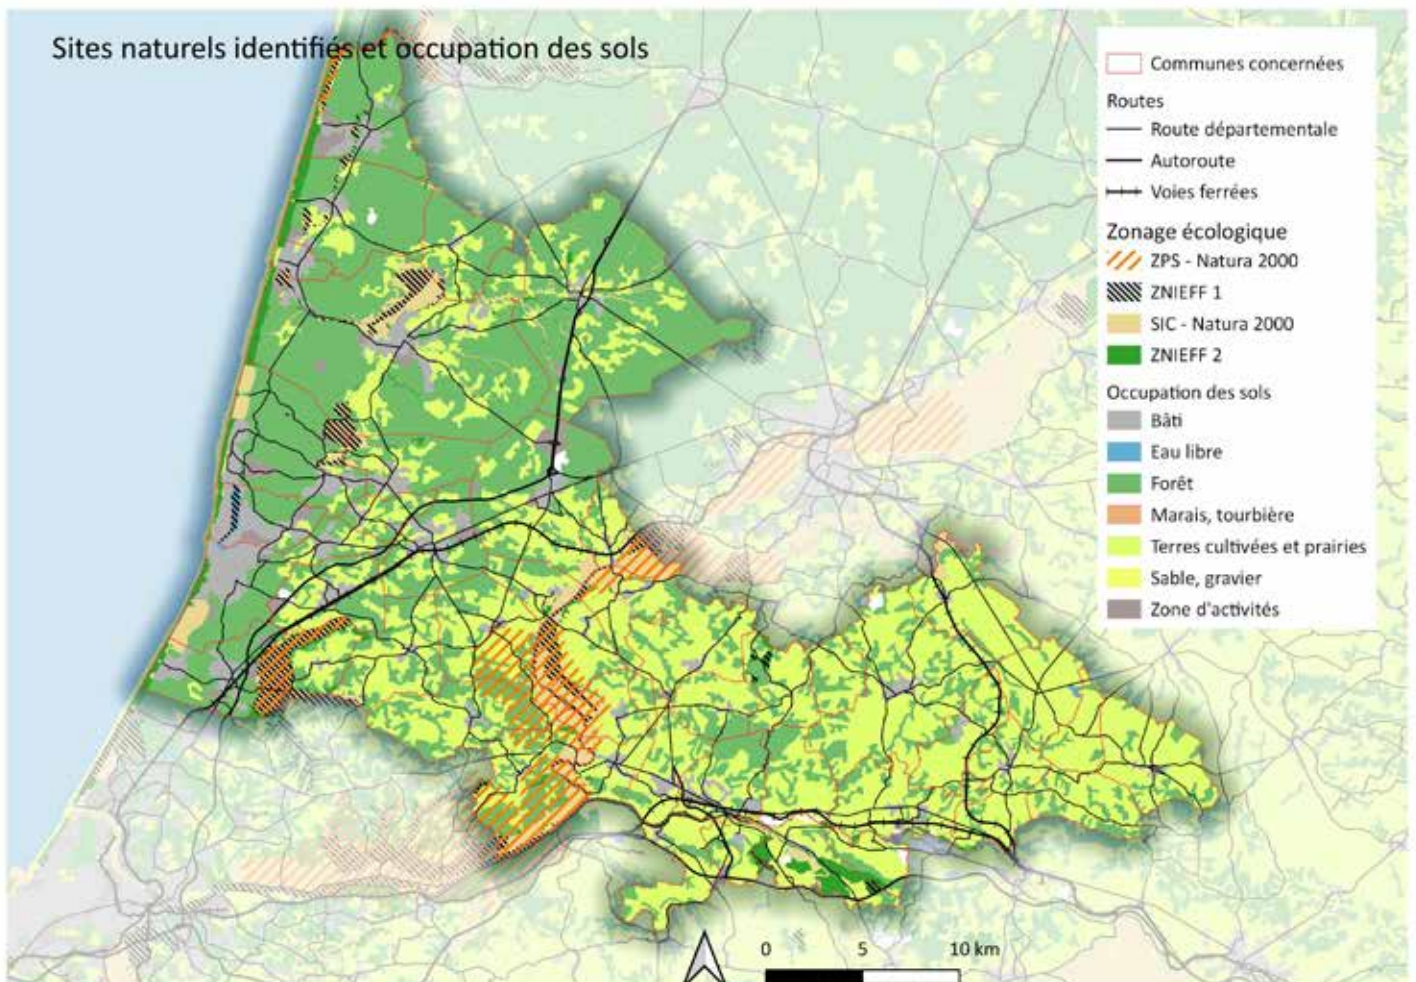 Sites naturels identifiés et occupation des sols
Communes concernées
Routes
Route départementale
Autoroute
Voies ferrées
Zonage écologique
ZPS - Natura 2000
ZNIEFF 1
SIC - Natura 2000
ZNIEFF 2
Occupation des sols
Bâti
Eau libre
Forêt
Marais, tourbière
Terres cultivées et prairies
Sable, gravier
Zone d'activités
0 5 10 km